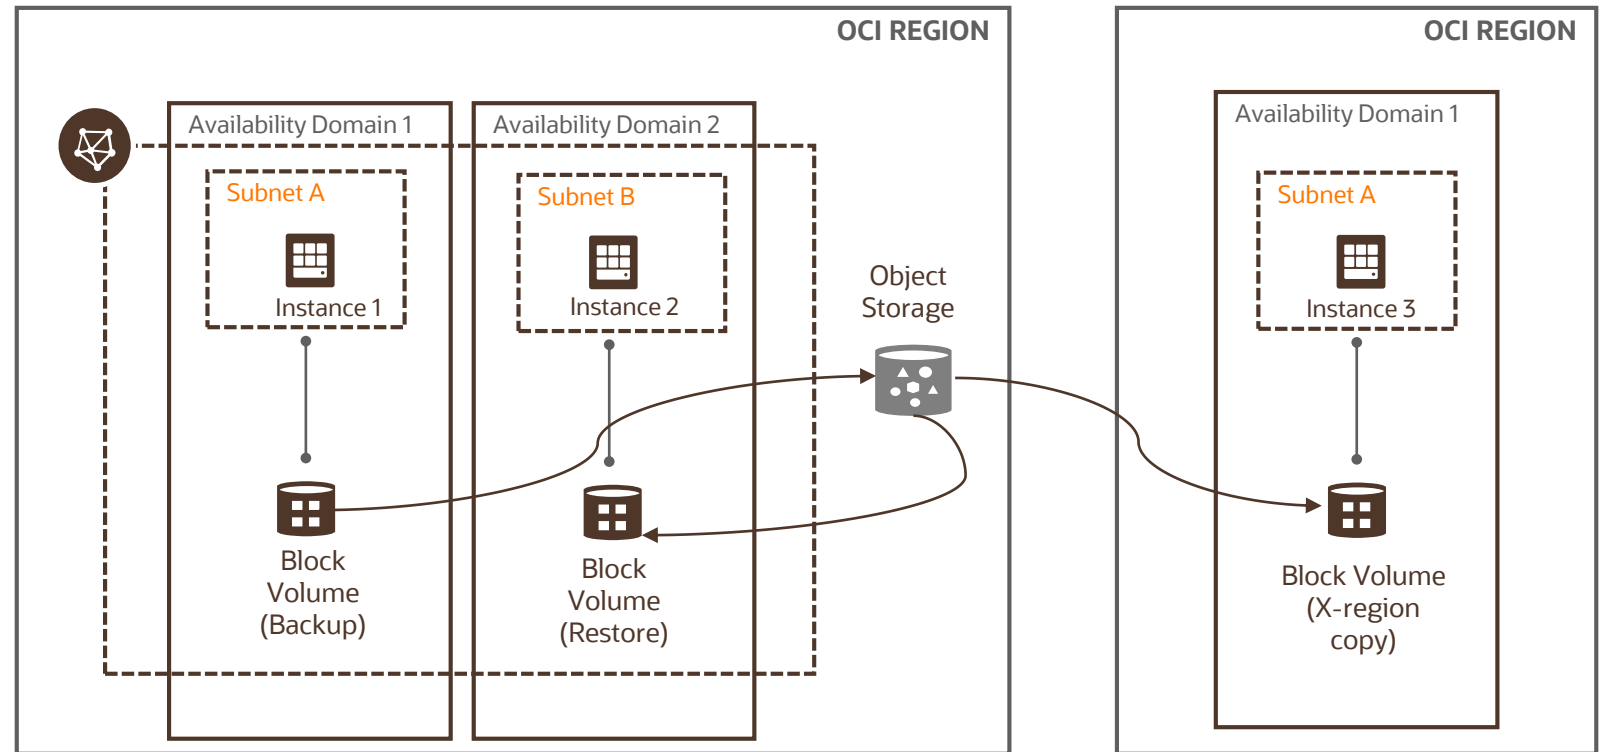 OCI REGION
Availability Domain 1
Subnet A
Instance 1
Block
Volume
(Backup)
Availability Domain 2
Subnet B
Instance 2
Block
Volume
(Restore)
Object
Storage
OCI REGION
Availability Domain 1
Subnet A
Instance 3
Block Volume
(X-region
copy)